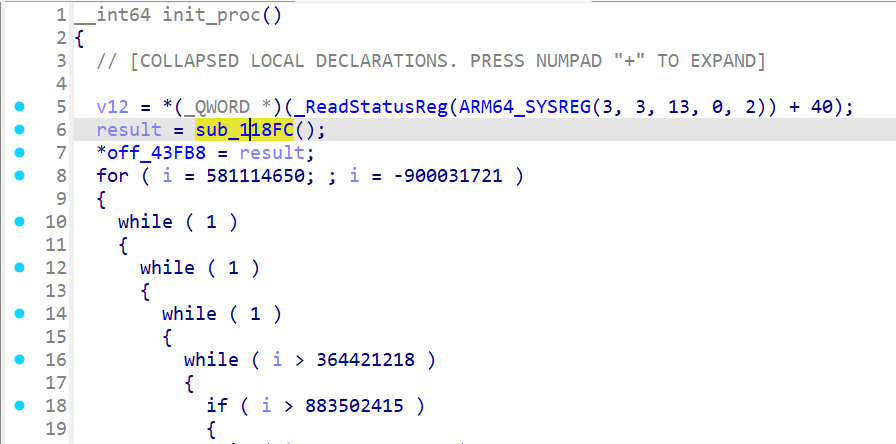 1 __int64 init_proc()
2 {
3 // [COLLAPSED LOCAL DECLARATIONS. PRESS NUMPAD "+" TO EXPAND]
4
5 v12 = *(_QWORD *)(_ReadStatusReg(ARM64_SYSREG(3, 3, 13, 0, 2)) + 40);
6 result = sub_118FC();
7 *off_43FB8 = result;
8 for ( i = 581114650; ; i = -900031721 )
9 {
10 while ( 1 )
11 {
12 while ( 1 )
13 {
14 while ( 1 )
15 {
16 while ( i > 364421218 )
17 {
18 if ( i > 883502415 )
19 {